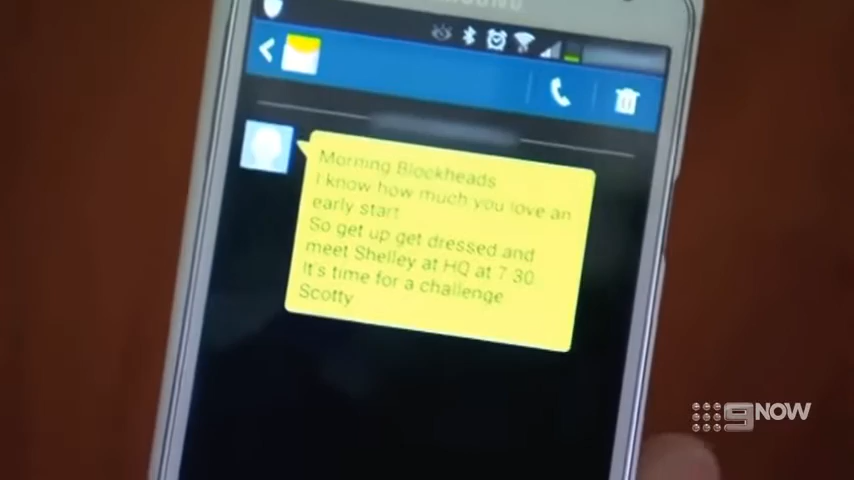 SAMSUNG
Morning Blockheads
I know how much you love an
early start
So get up get dressed and
meet Shelley at HQ at 7 30
It's time for a challenge
Scotty
9NOW